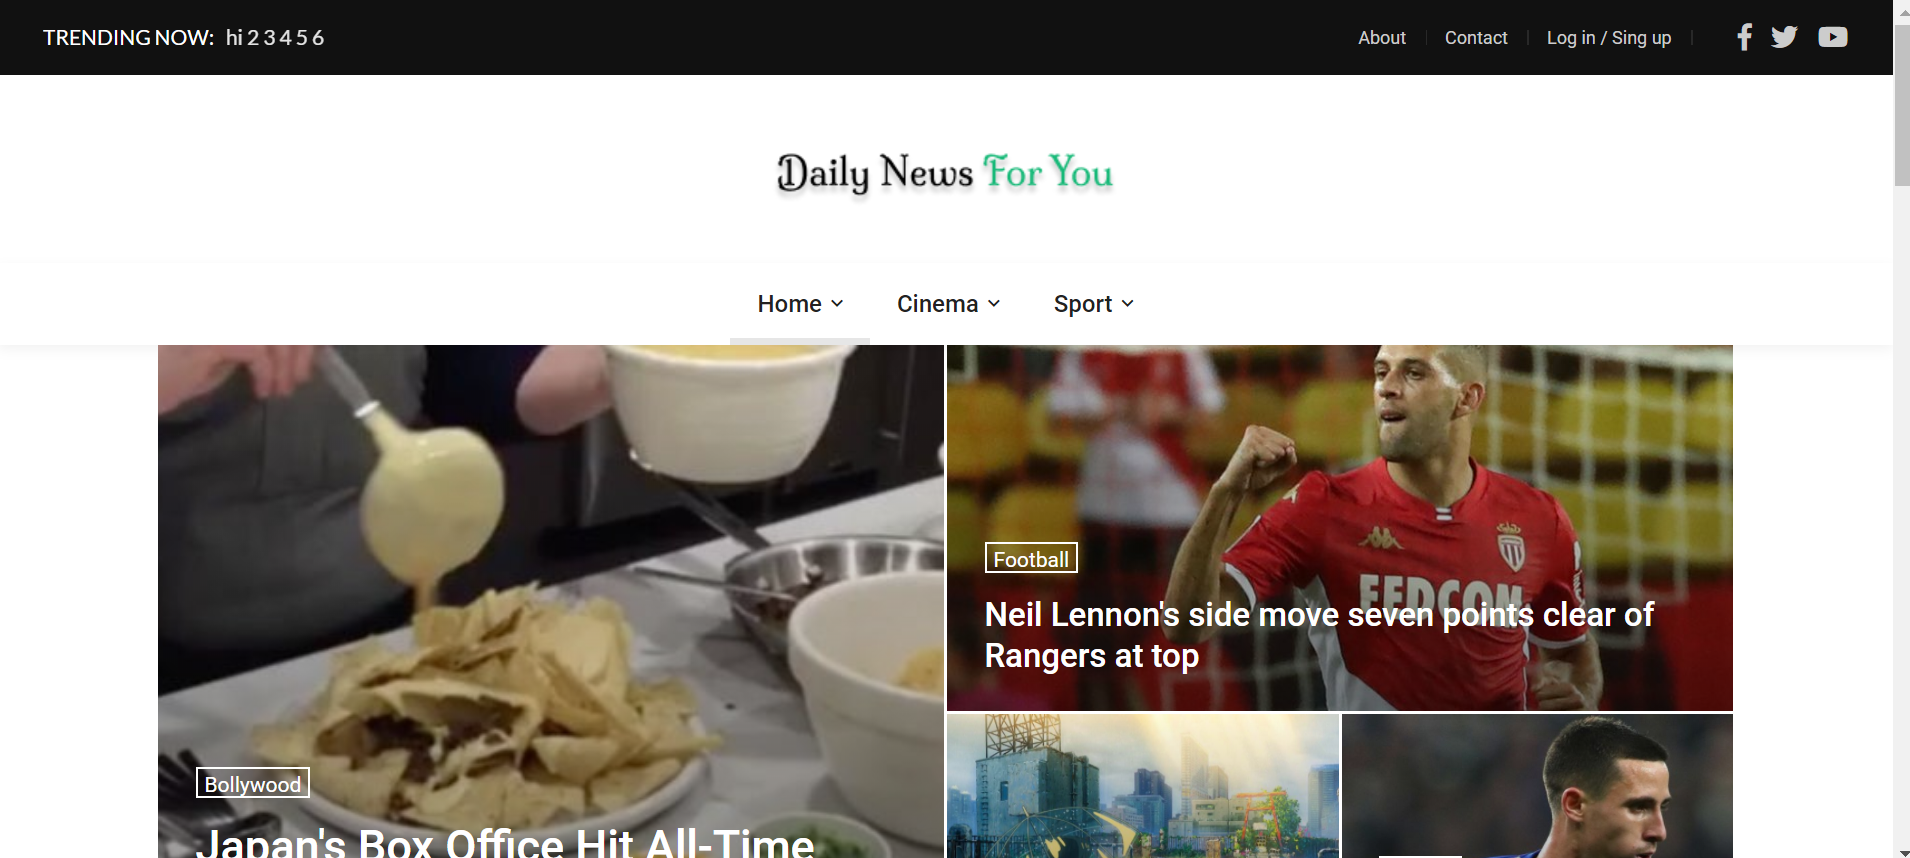 TRENDING NOW: hi 2 3 4 5 6
About
Contact
Log in / Sing up
Daily News For You
Home
Cinema
Sport
Football
Neil Lennon's side move seven points clear of
Rangers at top
FEDCOM
Bollywood
Japan's Box Office Hit All-Time